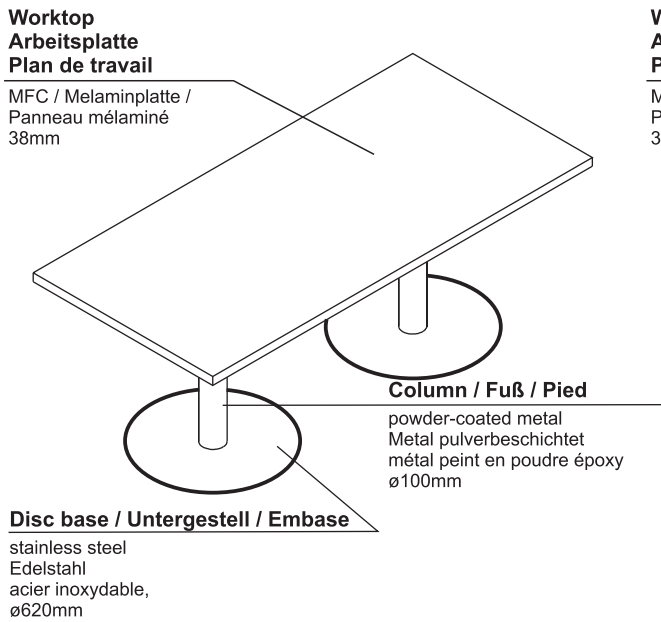 Worktop
Arbeitsplatte
Plan de travail
MFC / Melaminplatte /
Panneau mélaminé
38mm
Column / Fuß / Pied
powder-coated metal
Metal pulverbeschichtet
métal peint en poudre époxy
ø100mm
Disc base / Untergestell / Embase
stainless steel
Edelstahl
acier inoxydable,
ø620mm